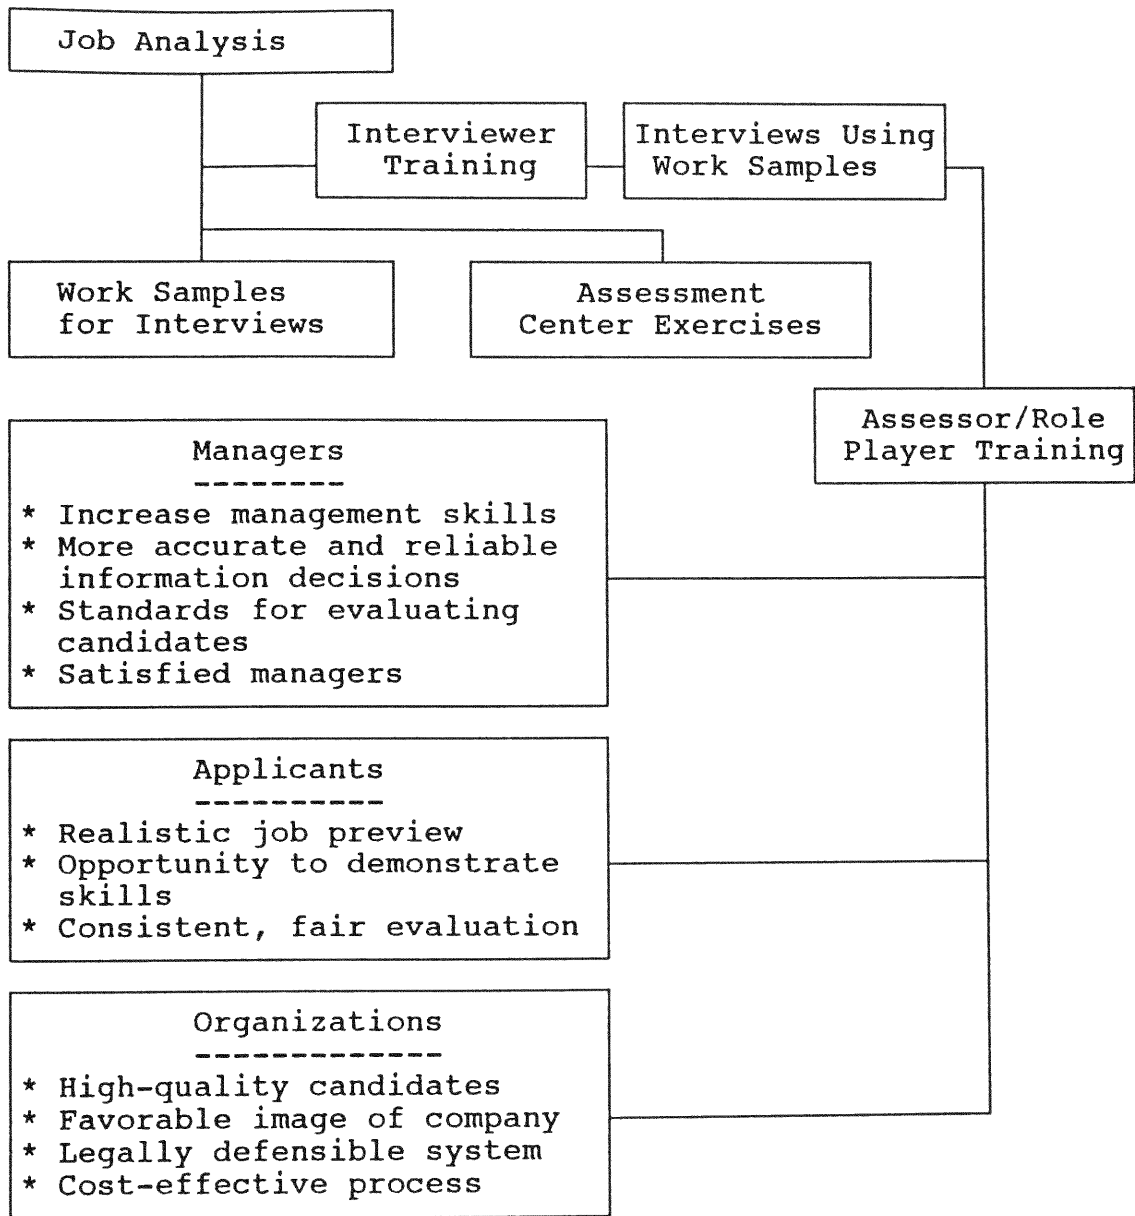 Job Analysis
Interviewer
Training
Interviews Using
Work Samples
Work Samples
for Interviews
Assessment
Center Exercises
Assessor/Role
Player Training
Managers
--------
* Increase management skills
* More accurate and reliable
information decisions
* Standards for evaluating
candidates
* Satisfied managers
Applicants
----------
* Realistic job preview
* Opportunity to demonstrate
skills
* Consistent, fair evaluation
Organizations
-------------
* High-quality candidates
* Favorable image of company
* Legally defensible system
* Cost-effective process